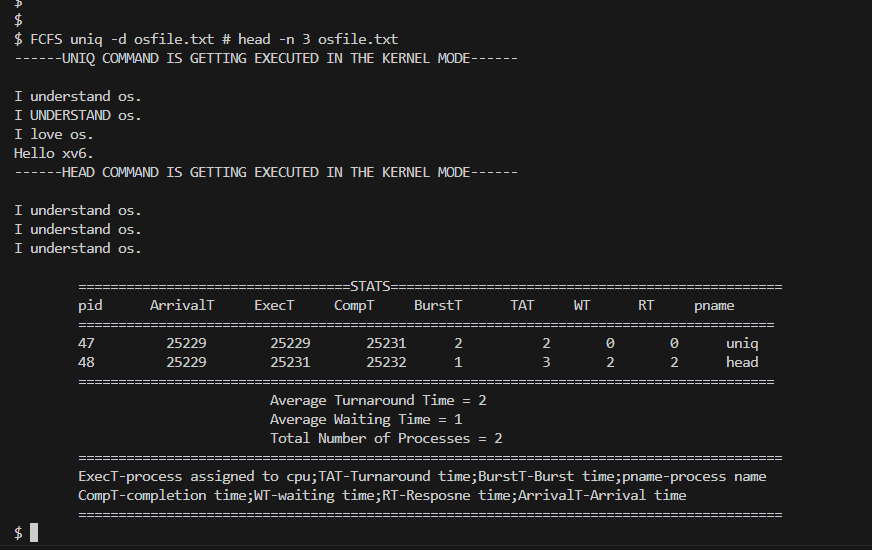 $
$
$ FCFS uniq -d osfile.txt # head -n 3 osfile.txt
------UNIQ COMMAND IS GETTING EXECUTED IN THE KERNEL MODE------
I understand os.
I UNDERSTAND os.
I love os.
Hello xv6.
------HEAD COMMAND IS GETTING EXECUTED IN THE KERNEL MODE------
I understand os.
I understand os.
I understand os.
==================================STATS=================================================
pid ArrivalT ExecT CompT BurstT TAT WT RT pname
=======================================================================================
47 25229 25229 25231 2 2 0 0 uniq
48 25229 25231 25232 1 3 2 2 head
=======================================================================================
Average Turnaround Time = 2
Average Waiting Time = 1
Total Number of Processes = 2
========================================================================================
ExecT-process assigned to cpu;TAT-Turnaround time;BurstT-Burst time;pname-process name
CompT-completion time;WT-waiting time;RT-Resposne time;ArrivalT-Arrival time
========================================================================================
$